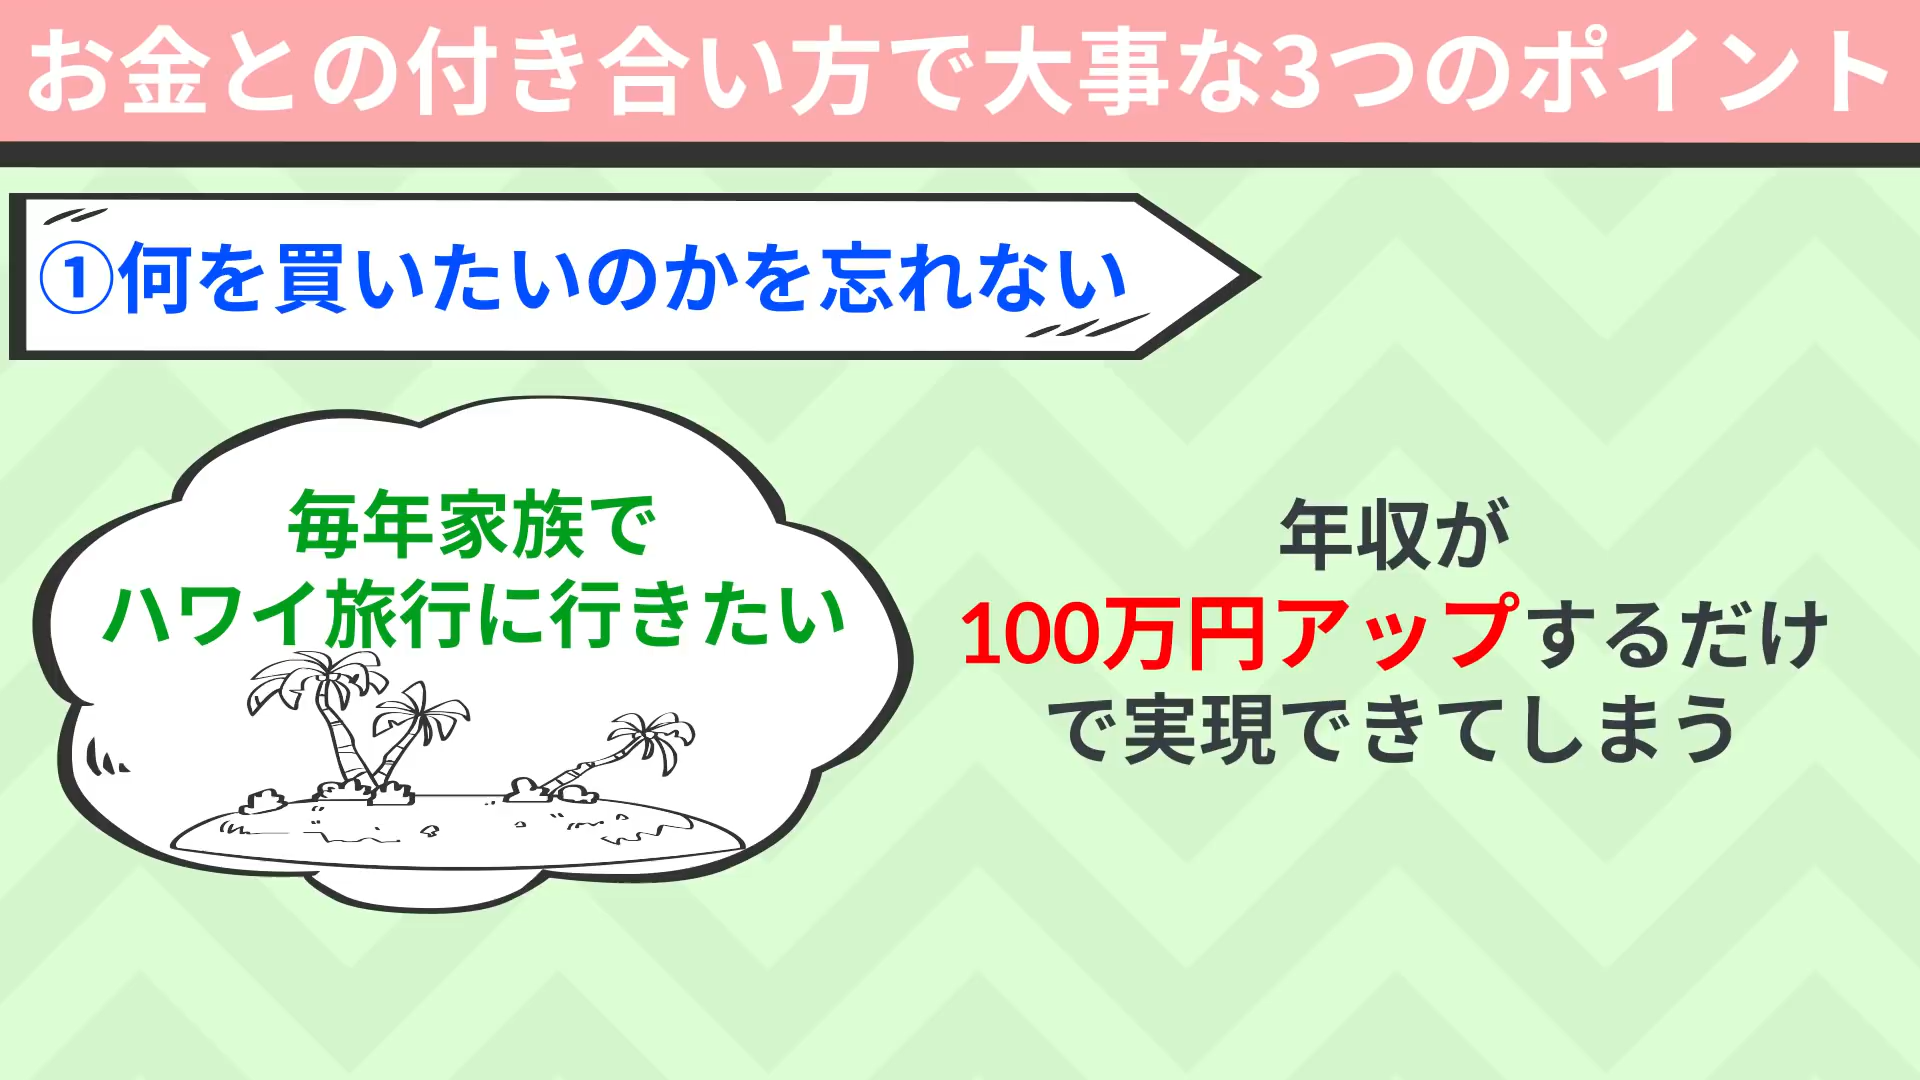 お金との付き合い方で大事な3つのポイント
①何を買いたいのかを忘れない
毎年家族で
ハワイ旅行に行きたい
年収が
100万円アップするだけ
で実現できてしまう